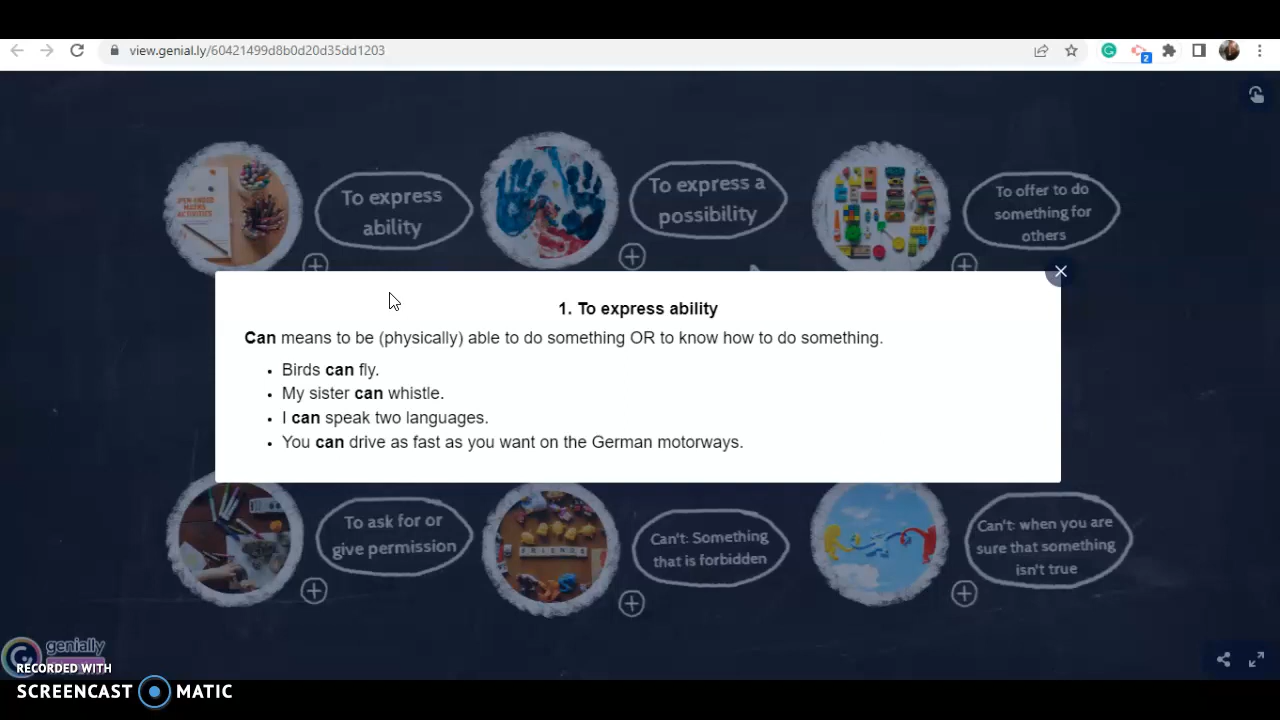 view.genial.ly/60421499d8b0d20d35dd1203
2
To express
ability
To express a
possibility
To offer to do
something for
others
1. To express ability
Can means to be (physically) able to do something OR to know how to do something.
• Birds can fly.
• My sister can whistle.
• I can speak two languages.
• You can drive as fast as you want on the German motorways.
To ask for or
give permission
FRIENDS
Can't: Something
that is forbidden
Can't: when you are
sure that something
isn't true
genially
RECORDED WITH
SCREENCAST MATIC